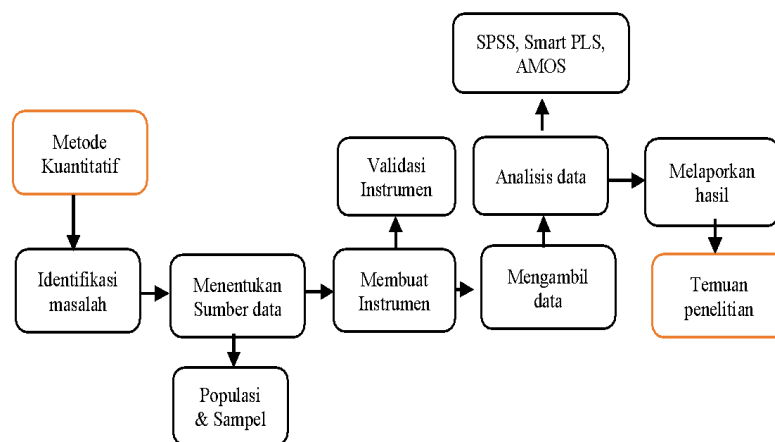 Metode
Kuantitatif
Identifikasi
masalah
Menentukan
Sumber data
Populasi
& Sampel
Membuat
Instrumen
Validasi
Instrumen
Mengambil
data
Analisis data
SPSS, Smart PLS,
AMOS
Melaporkan
hasil
Temuan
penelitian